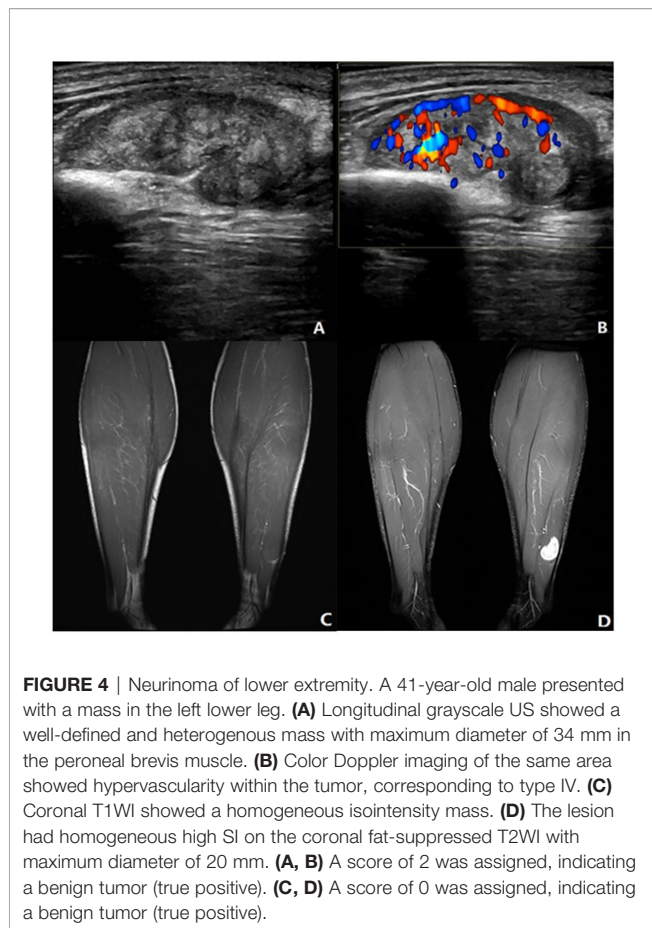 A
B
C
D
FIGURE 4 | Neurinoma of lower extremity. A 41-year-old male presented
with a mass in the left lower leg. (A) Longitudinal grayscale US showed a
well-defined and heterogenous mass with maximum diameter of 34 mm in
the peroneal brevis muscle. (B) Color Doppler imaging of the same area
showed hypervascularity within the tumor, corresponding to type IV. (C)
Coronal T1WI showed a homogeneous isointensity mass. (D) The lesion
had homogeneous high SI on the coronal fat-suppressed T2WI with
maximum diameter of 20 mm. (A, B) A score of 2 was assigned, indicating
a benign tumor (true positive). (C, D) A score of 0 was assigned, indicating
a benign tumor (true positive).